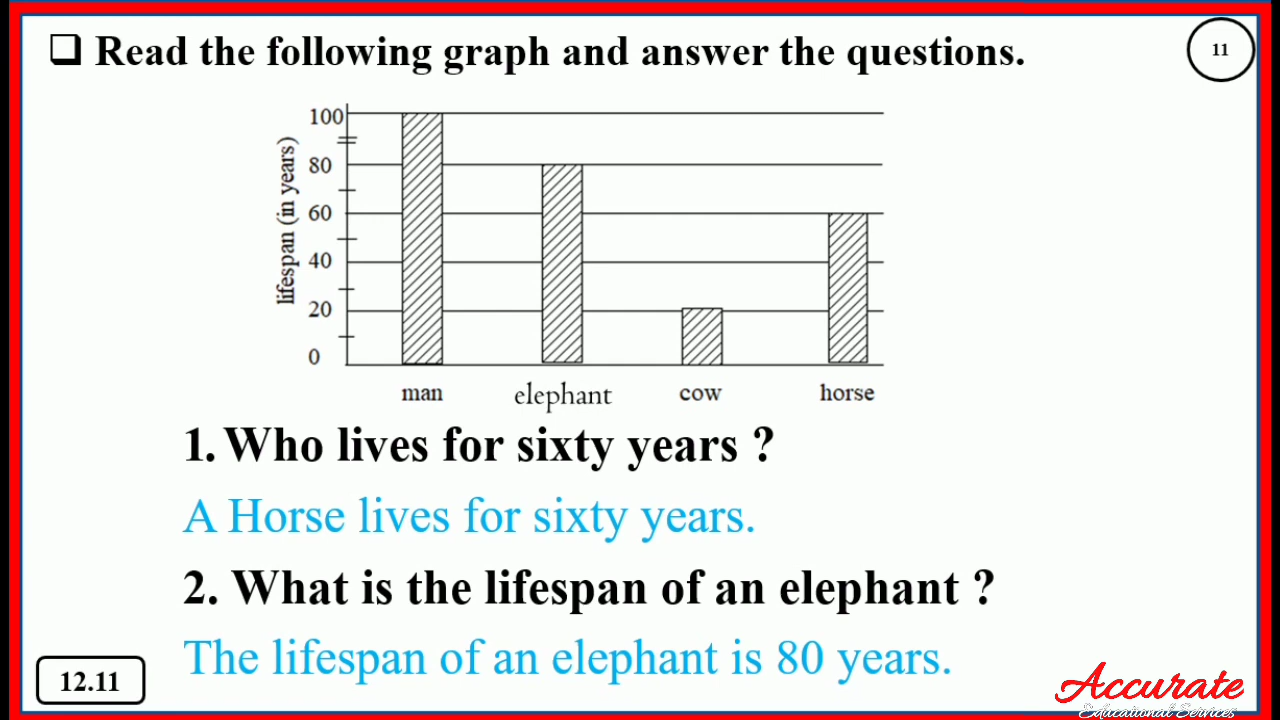 ❑ Read the following graph and answer the questions.
11
lifespan (in years)
100
80
60
40
20
0
man elephant cow horse
1. Who lives for sixty years ?
A Horse lives for sixty years.
2. What is the lifespan of an elephant ?
The lifespan of an elephant is 80 years.
12.11
Accurate
Educational Services